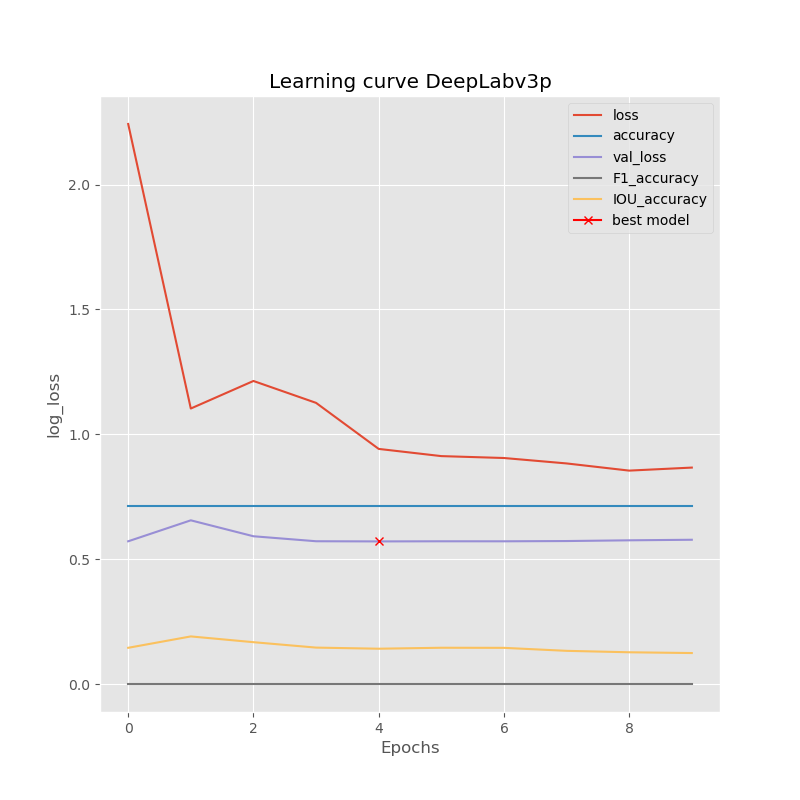 Learning curve DeepLabv3p
loss
accuracy
val_loss
F1_accuracy
IOU_accuracy
best model
log_loss
2.0
1.5
1.0
0.5
0.0
0 2 4 6 8
Epochs